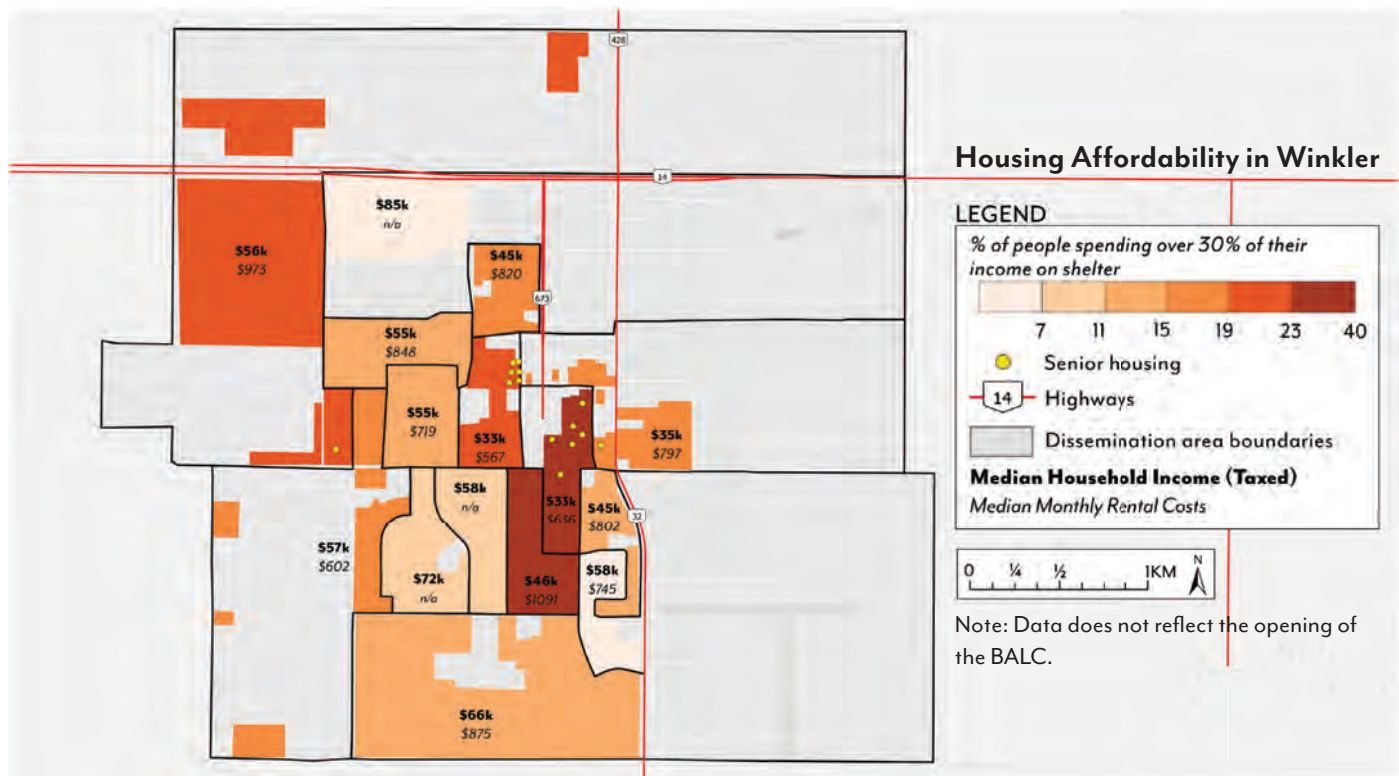 428
14
$85k
n/a
$56k
$973
$45k
$820
673
$55k
$848
$55k
$719
$33k
$567
$35k
$797
$58k
n/a
$33k
$636
$45k
$802
32
$57k
$602
$72k
n/a
$46k
$1091
$58k
$745
$66k
$875
Housing Affordability in Winkler
LEGEND
% of people spending over 30% of their
income on shelter
7 11 15 19 23 40
Senior housing
14 Highways
Dissemination area boundaries
Median Household Income (Taxed)
Median Monthly Rental Costs
0 ¼ ½ 1KM N
Note: Data does not reflect the opening of
the BALC.